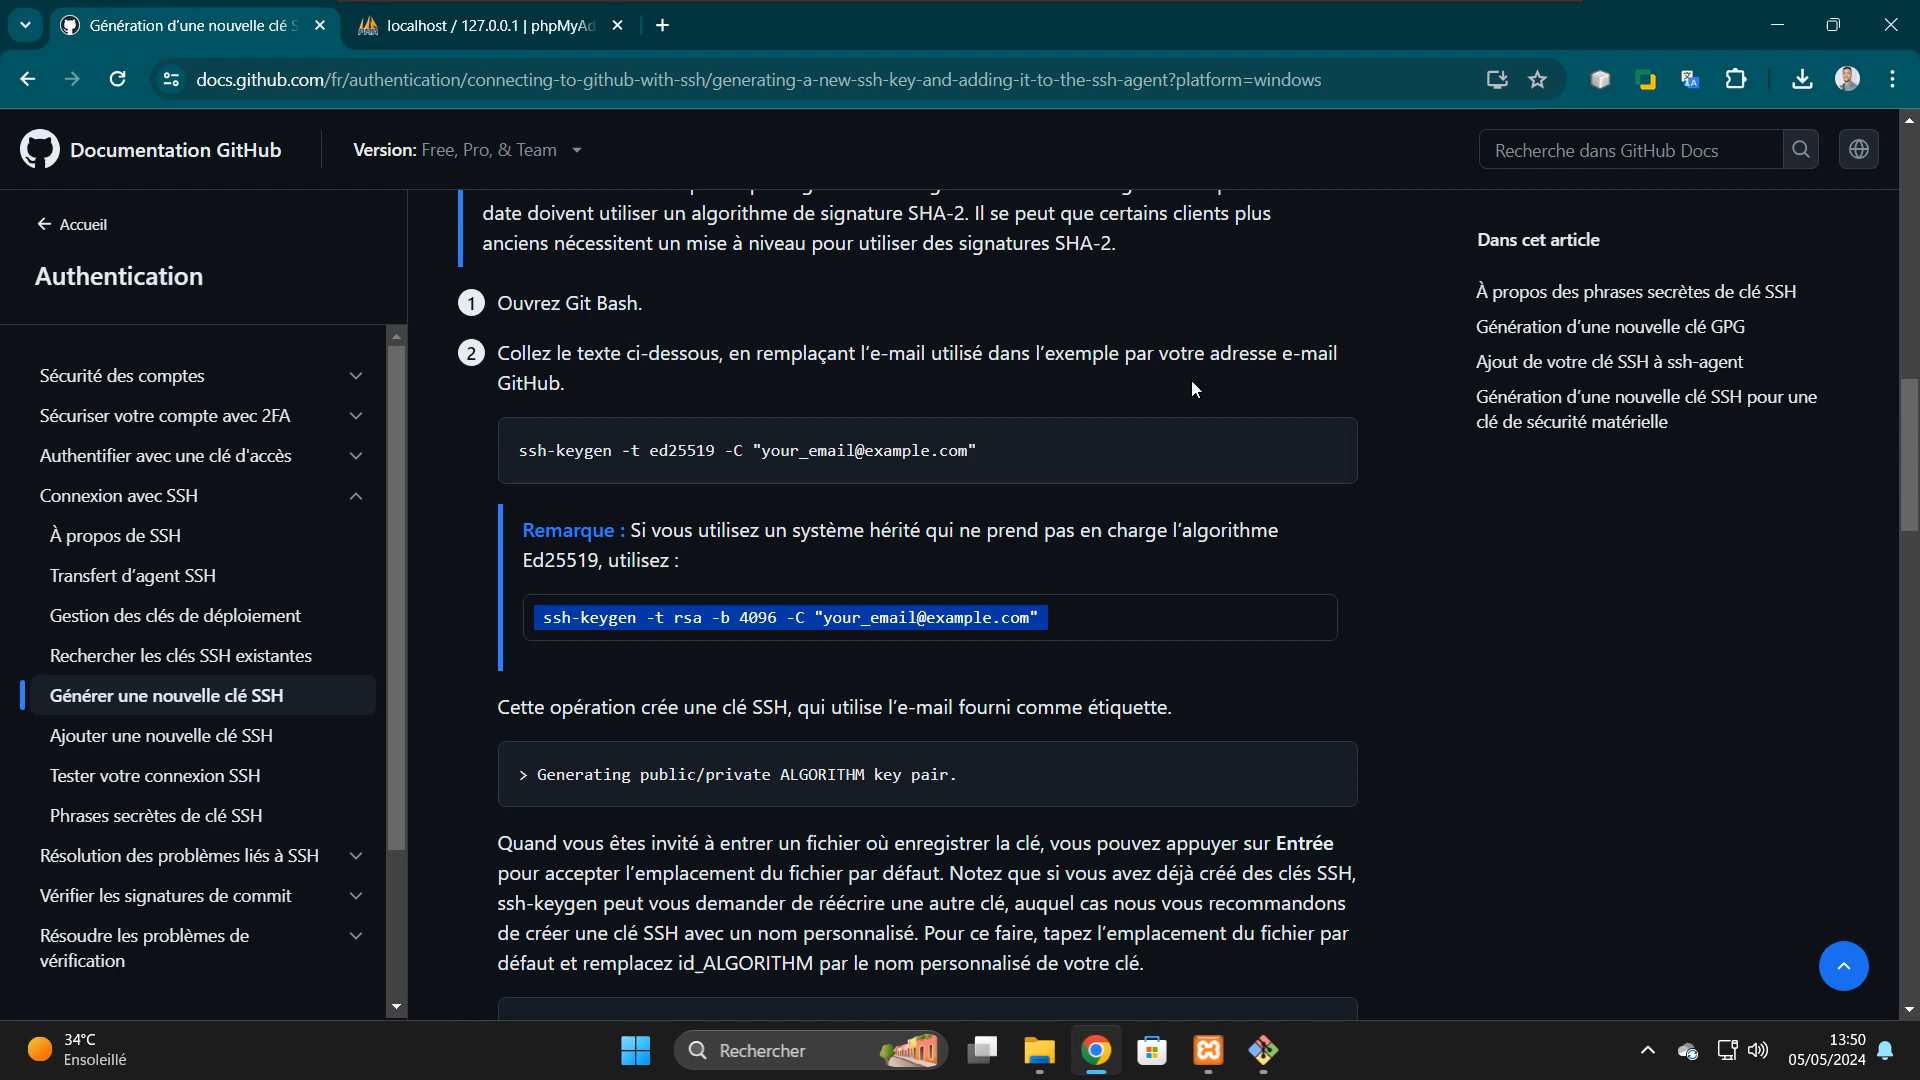 Génération d'une nouvelle clé S
localhost / 127.0.0.1 | phpMyAd
docs.github.com/fr/authentication/connecting-to-github-with-ssh/generating-a-new-ssh-key-and-adding-it-to-the-ssh-agent?platform=windows
Documentation GitHub
Version: Free, Pro, & Team
Recherche dans GitHub Docs
Accueil
Authentication
Sécurité des comptes
Sécuriser votre compte avec 2FA
Authentifier avec une clé d'accès
Connexion avec SSH
À propos de SSH
Transfert d'agent SSH
Gestion des clés de déploiement
Rechercher les clés SSH existantes
Générer une nouvelle clé SSH
Ajouter une nouvelle clé SSH
Tester votre connexion SSH
Phrases secrètes de clé SSH
Résolution des problèmes liés à SSH
Vérifier les signatures de commit
Résoudre les problèmes de
vérification
date doivent utiliser un algorithme de signature SHA-2. Il se peut que certains clients plus
anciens nécessitent un mise à niveau pour utiliser des signatures SHA-2.
1 Ouvrez Git Bash.
2 Collez le texte ci-dessous, en remplaçant l'e-mail utilisé dans l'exemple par votre adresse e-mail
GitHub.
ssh-keygen -t ed25519 -C "your_email@example.com"
Remarque : Si vous utilisez un système hérité qui ne prend pas en charge l'algorithme
Ed25519, utilisez :
ssh-keygen -t rsa -b 4096 -C "your_email@example.com"
Cette opération crée une clé SSH, qui utilise l'e-mail fourni comme étiquette.
> Generating public/private ALGORITHM key pair.
Quand vous êtes invité à entrer un fichier où enregistrer la clé, vous pouvez appuyer sur Entrée
pour accepter l'emplacement du fichier par défaut. Notez que si vous avez déjà créé des clés SSH,
ssh-keygen peut vous demander de réécrire une autre clé, auquel cas nous vous recommandons
de créer une clé SSH avec un nom personnalisé. Pour ce faire, tapez l'emplacement du fichier par
défaut et remplacez id_ALGORITHM par le nom personnalisé de votre clé.
Dans cet article
À propos des phrases secrètes de clé SSH
Génération d'une nouvelle clé GPG
Ajout de votre clé SSH à ssh-agent
Génération d'une nouvelle clé SSH pour une
clé de sécurité matérielle
34°C
Ensoleillé
Rechercher
13:50
05/05/2024